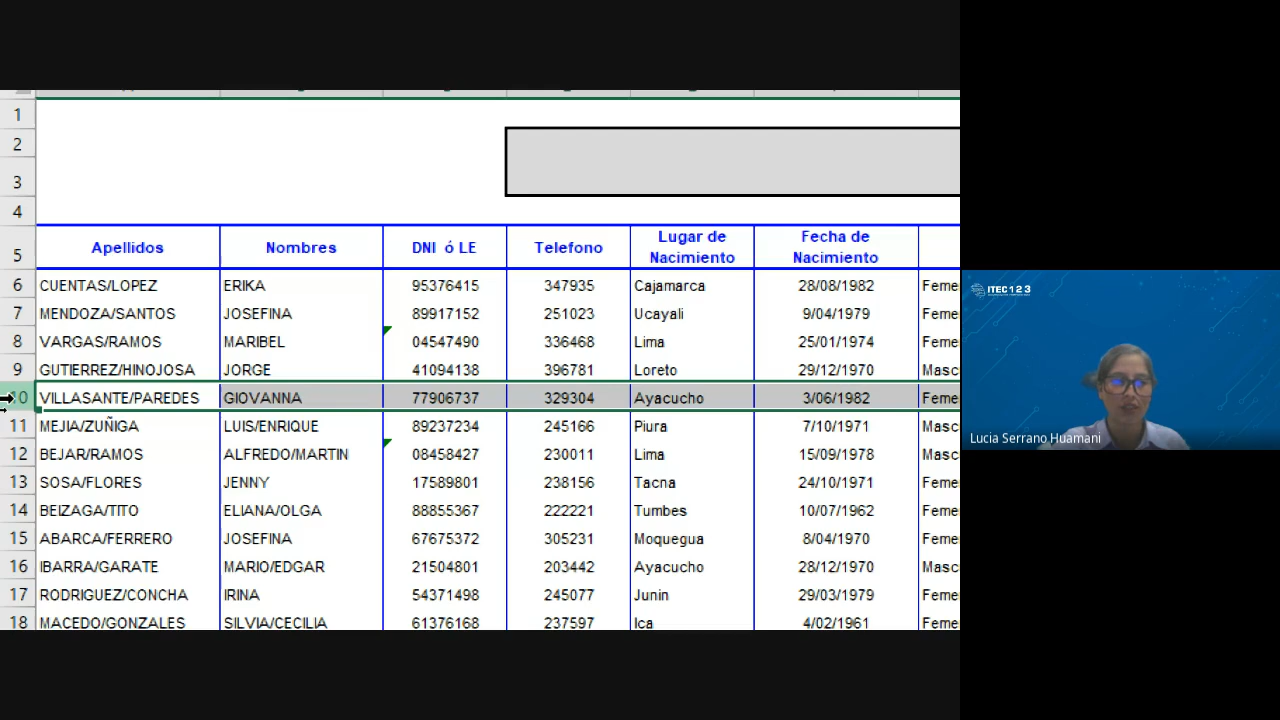 1
2
3
4
5 Apellidos Nombres DNI ó LE Telefono Lugar de Nacimiento Fecha de Nacimiento
6 CUENTAS/LOPEZ ERIKA 95376415 347935 Cajamarca 28/08/1982 Feme
7 MENDOZA/SANTOS JOSEFINA 89917152 251023 Ucayali 9/04/1979 Feme
8 VARGAS/RAMOS MARIBEL 04547490 336468 Lima 25/01/1974 Feme
9 GUTIERREZ/HINOJOSA JORGE 41094138 396781 Loreto 29/12/1970 Masc
10 VILLASANTE/PAREDES GIOVANNA 77906737 329304 Ayacucho 3/06/1982 Feme
11 MEJIA/ZUÑIGA LUIS/ENRIQUE 89237234 245166 Piura 7/10/1971 Masc
12 BEJAR/RAMOS ALFREDO/MARTIN 08458427 230011 Lima 15/09/1978 Masc
13 SOSA/FLORES JENNY 17589801 238156 Tacna 24/10/1971 Feme
14 BEIZAGA/TITO ELIANA/OLGA 88855367 222221 Tumbes 10/07/1962 Feme
15 ABARCA/FERRERO JOSEFINA 67675372 305231 Moquegua 8/04/1970 Feme
16 IBARRA/GARATE MARIO/EDGAR 21504801 203442 Ayacucho 28/12/1970 Masc
17 RODRIGUEZ/CONCHA IRINA 54371498 245077 Junin 29/03/1979 Feme
18 MACEDO/GONZALES SILVIA/CECILIA 61376168 237597 Ica 4/02/1961 Feme
ITEC 1 2 3
Lucia Serrano Huamani